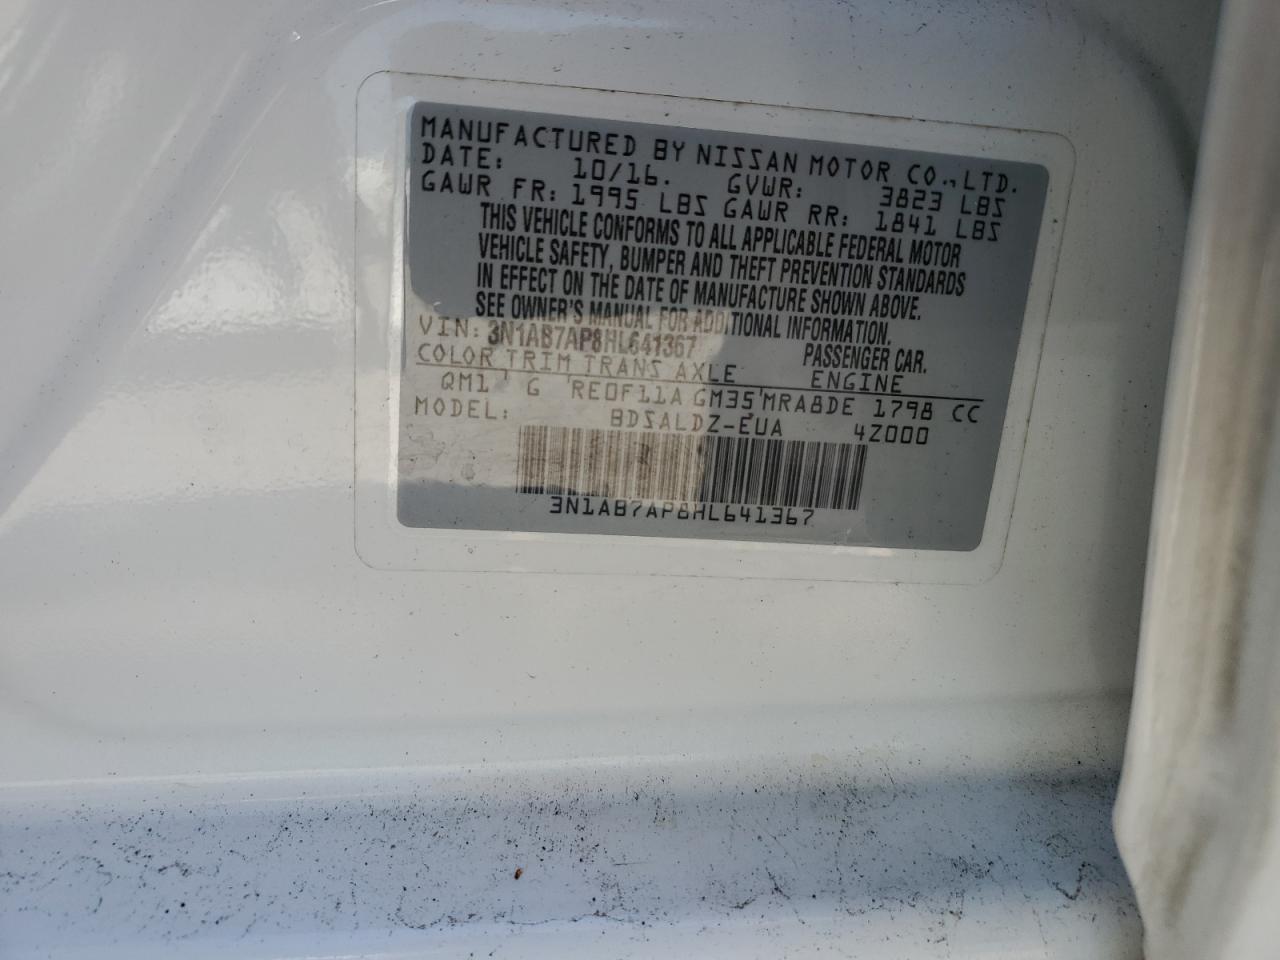 MANUFACTURED BY NISSAN MOTOR CO., LTD.
DATE: 10/16. GVWR: 3823 LBS
GAWR FR: 1995 LBS GAWR RR: 1841 LBS
THIS VEHICLE CONFORMS TO ALL APPLICABLE FEDERAL MOTOR
VEHICLE SAFETY, BUMPER AND THEFT PREVENTION STANDARDS
IN EFFECT ON THE DATE OF MANUFACTURE SHOWN ABOVE.
SEE OWNER'S MANUAL FOR ADDITIONAL INFORMATION.
VIN: 3N1AB7AP8HL641367 PASSENGER CAR.
COLOR TRIM TRANS AXLE ENGINE
QM1 G RE0F11A GM35 MRA8DE 1798 CC
MODEL: BDSALDZ-EUA 4Z000
3N1AB7AP8HL641367